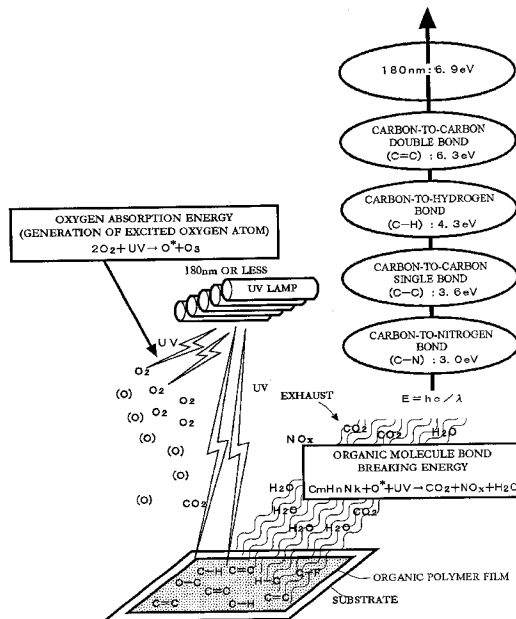 180nm:6.9eV
CARBON-TO-CARBON
DOUBLE BOND
(C=C) : 6.3eV
CARBON-TO-HYDROGEN
BOND
(C-H) : 4.3eV
CARBON-TO-CARBON
SINGLE BOND
(C-C) : 3.6eV
CARBON-TO-NITROGEN
BOND
(C-N) : 3.0eV
E=hc/λ
OXYGEN ABSORPTION ENERGY
(GENERATION OF EXCITED OXYGEN ATOM)
2O₂+UV→O*+O₃
180nm OR LESS
UV LAMP
UV
O₂
(O)
O₂
O₂
O₂
O₂
(O)
(O)
(O)
(O)
(O)
CO₂
UV
EXHAUST
NOx
CO₂
CO₂
H₂O
ORGANIC MOLECULE BOND
BREAKING ENERGY
CmHnNk+O*+UV→CO₂+NOx+H₂O
H₂O
H₂O
H₂O
CO₂
H₂O
H₂O
C-H
C=C
C-C
C=C
H-C
C=C
C-H
C=C
ORGANIC POLYMER FILM
SUBSTRATE